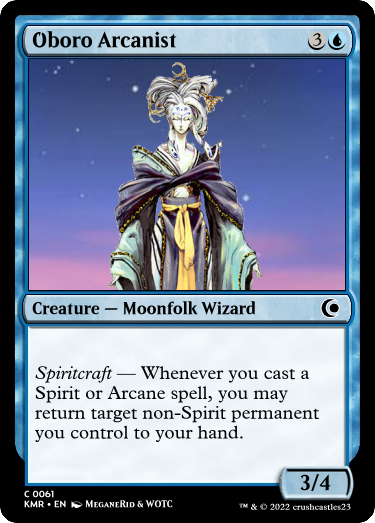 Oboro Arcanist 3
Creature — Moonfolk Wizard
Spiritcraft — Whenever you cast a
Spirit or Arcane spell, you may
return target non-Spirit permanent
you control to your hand.
3/4
C 0061
KMR • EN MeganeRid & WOTC
™ & © 2022 crushcastles23